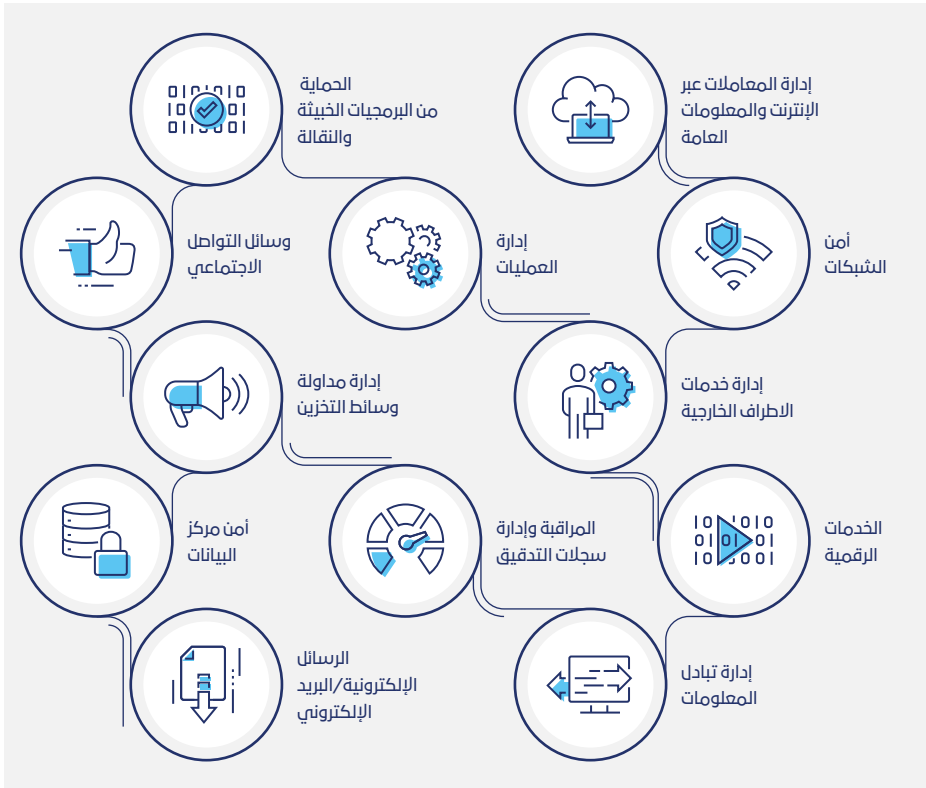 إدارة المعاملات عبر
الإنترنت والمعلومات
العامة
الحماية
من البرمجيات الخبيثة
والنقالة
أمن
الشبكات
إدارة
العمليات
وسائل التواصل
الاجتماعي
إدارة خدمات
الاطراف الخارجية
إدارة مداولة
وسائط التخزين
الخدمات
الرقمية
المراقبة وإدارة
سجلات التدقيق
أمن مركز
البيانات
إدارة تبادل
المعلومات
الرسائل
الإلكترونية/البريد
الإلكتروني